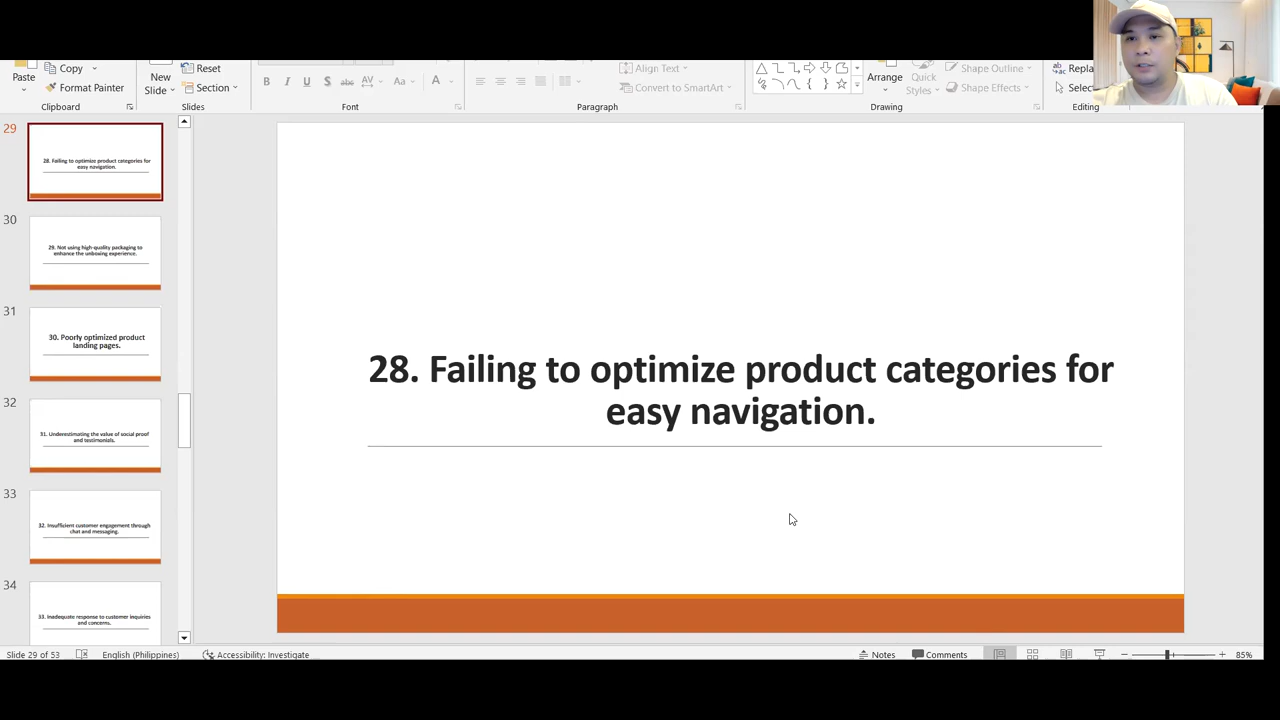 Paste
Copy
Format Painter
Clipboard
New
Slide
Reset
Section
Slides
B I U S abc AV Aa A
Font
Align Text
Convert to SmartArt
Paragraph
Arrange
Quick
Styles
Shape Outline
Shape Effects
Drawing
Repla
Selec
Editing
29
28. Failing to optimize product categories for
easy navigation.
30
29. Not using high-quality packaging to
enhance the unboxing experience.
31
30. Poorly optimized product
landing pages.
32
31. Underestimating the value of social proof
and testimonials.
33
32. Insufficient customer engagement through
chat and messaging.
34
33. Inadequate response to customer inquiries
and concerns.
28. Failing to optimize product categories for
easy navigation.
Slide 29 of 53
English (Philippines)
Accessibility: Investigate
Notes
Comments
85%